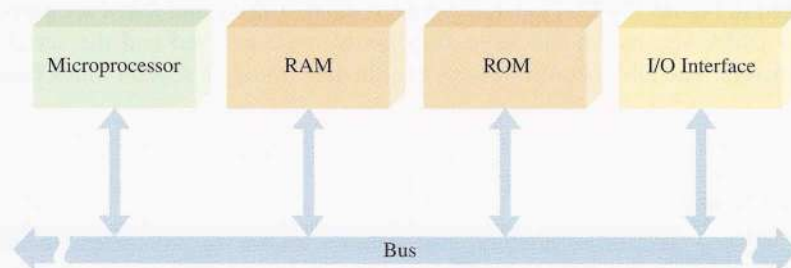 Microprocessor
RAM
ROM
I/O Interface
Bus